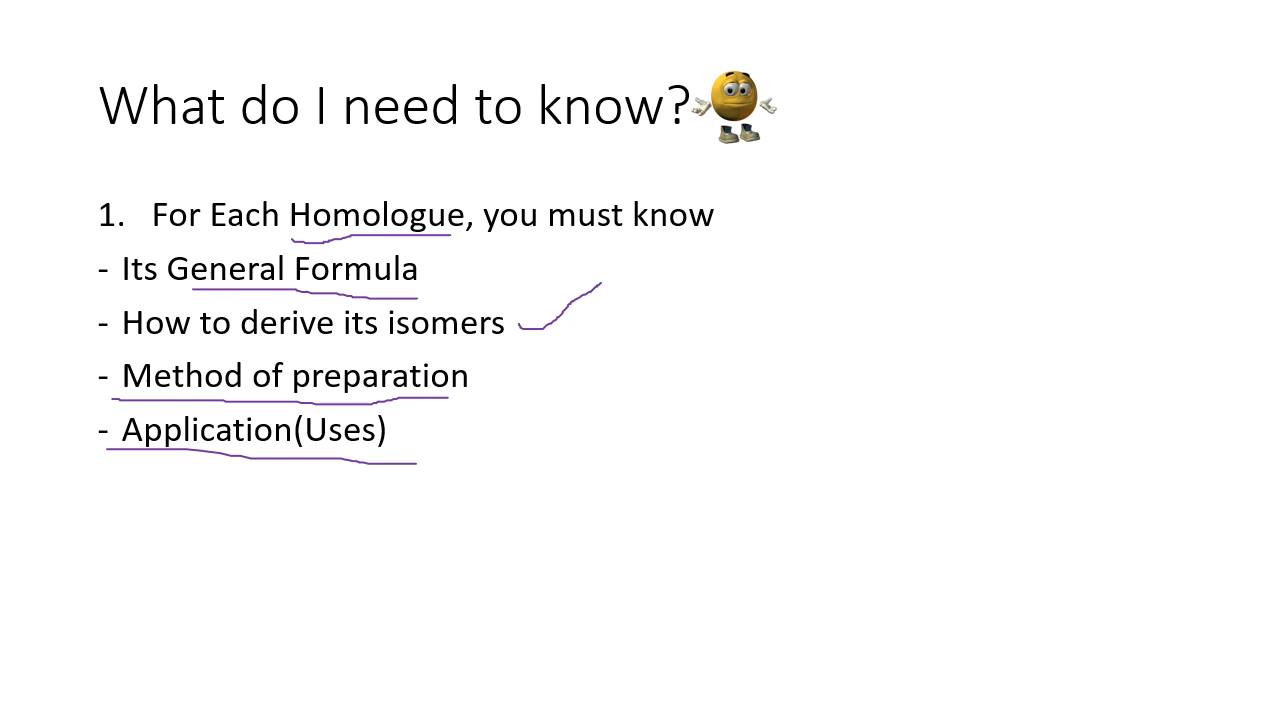 What do I need to know?
1. For Each Homologue, you must know
- Its General Formula
- How to derive its isomers
- Method of preparation
- Application(Uses)